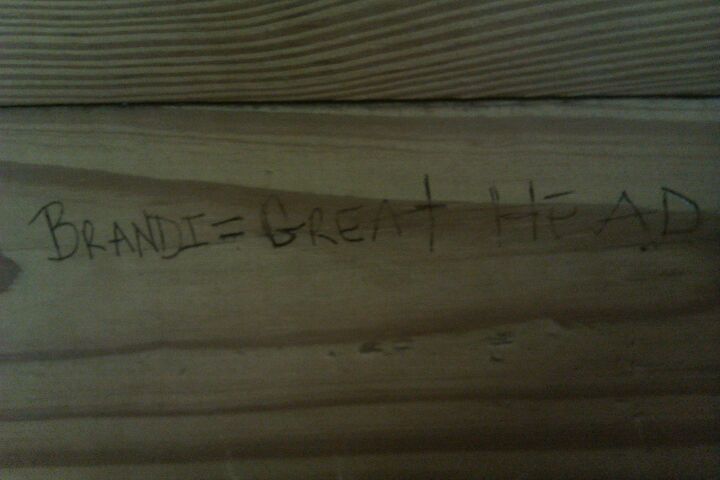 BRANDI = GREAT HEAD